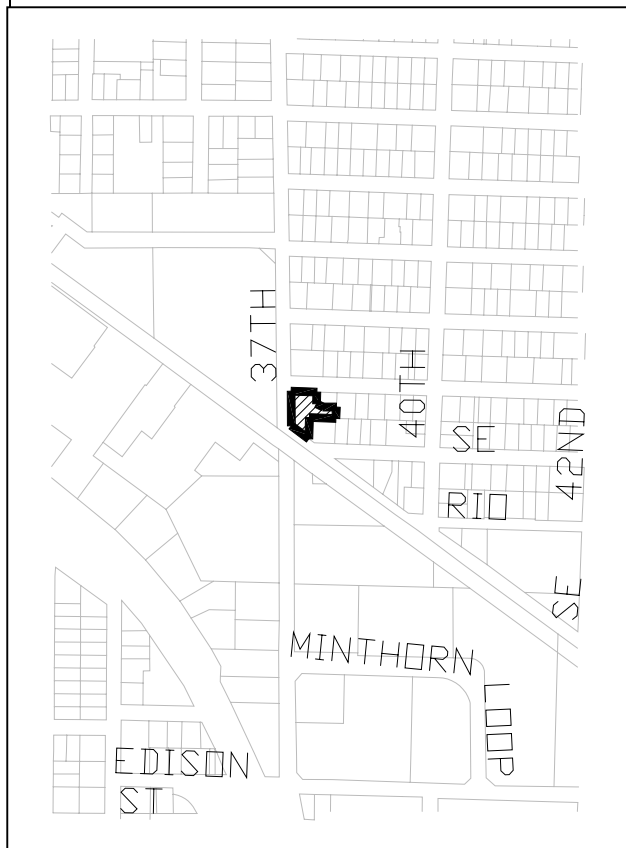 37TH
40TH
SE
42ND
RIO
SE
MINTHORN
LOOP
EDISON
ST